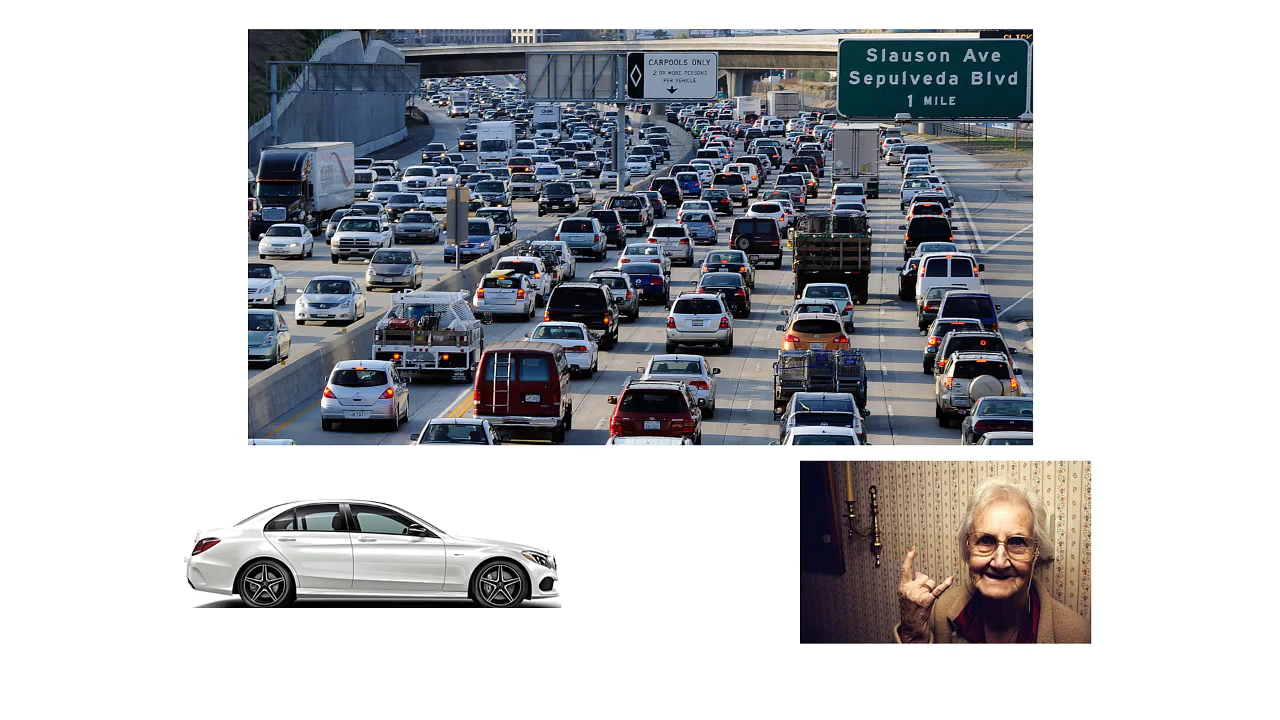 CARPOOLS ONLY
2 OR MORE PERSONS
PER VEHICLE
Slauson Ave
Sepulveda Blvd
1 MILE